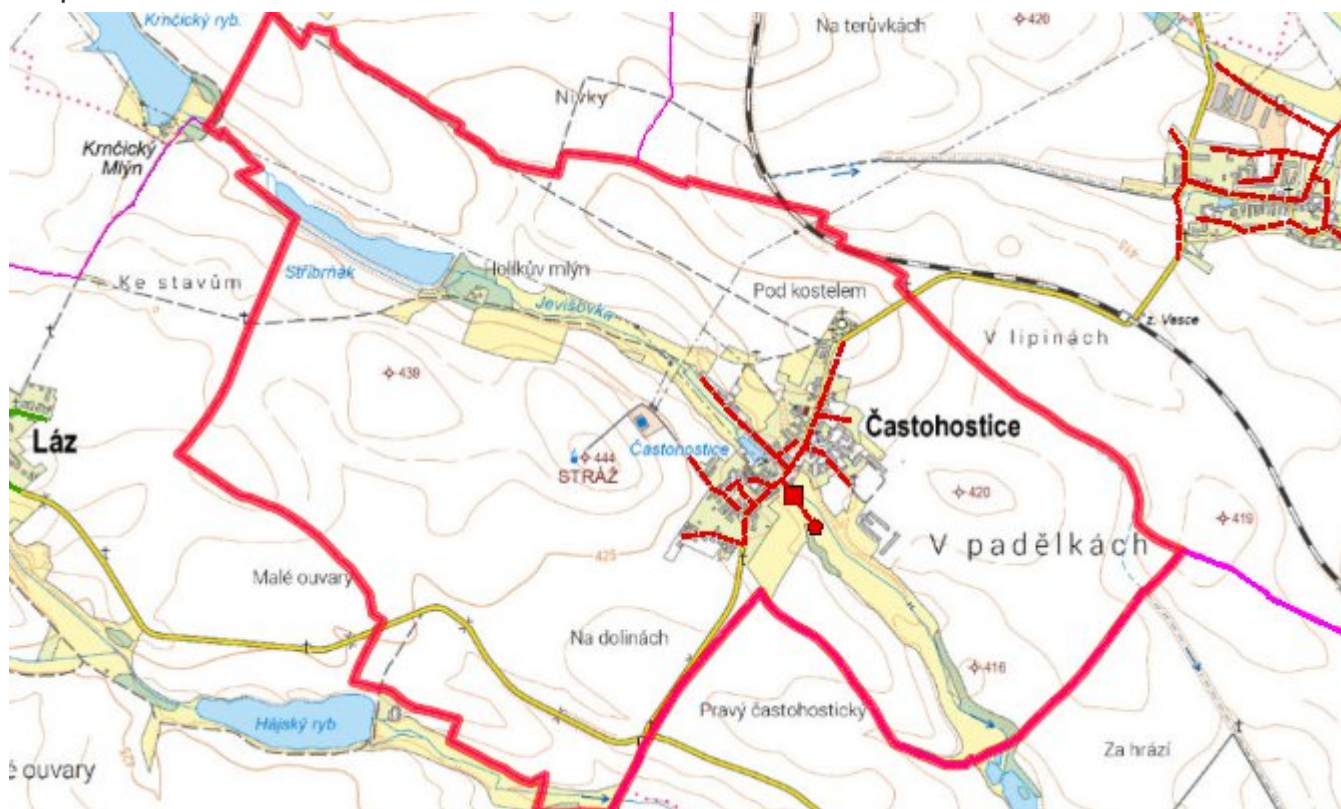 Krnčický ryb.
Na terůvkách
420
Nivky
Krnčický
Mlýn
415
Stříbrňák
Holíkův mlýn
Ke stavům
Jevišovka
Pod kostelem
z. Vesce
V lipinách
439
Láz
Častohostice
Častohostice
444
STRÁŽ
420
419
V padělkách
425
Malé ouvary
Na dolinách
416
Pravý častohostický
Hájský ryb.
Za hrází
425
é ouvary